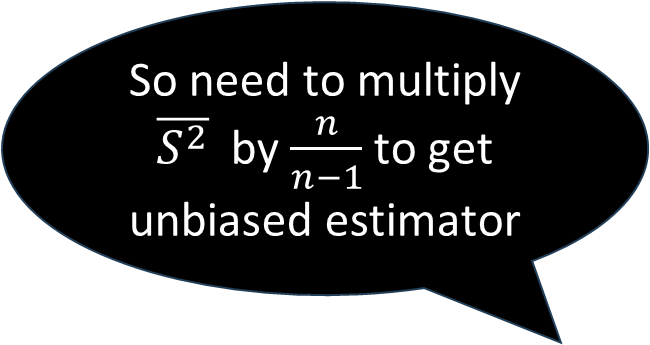 So need to multiply
$\overline{S^2}$ by $\frac{n}{n-1}$ to get
unbiased estimator